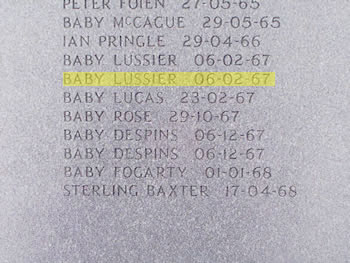 PETER FOIEN 27-05-65
BABY McCAGUE 29-05-65
IAN PRINGLE 29-04-66
BABY LUSSIER 06-02-67
BABY LUSSIER 06-02-67
BABY LUCAS 23-02-67
BABY ROSE 29-10-67
BABY DESPINS 06-12-67
BABY DESPINS 06-12-67
BABY FOGARTY 01-01-68
STERLING BAXTER 17-04-68